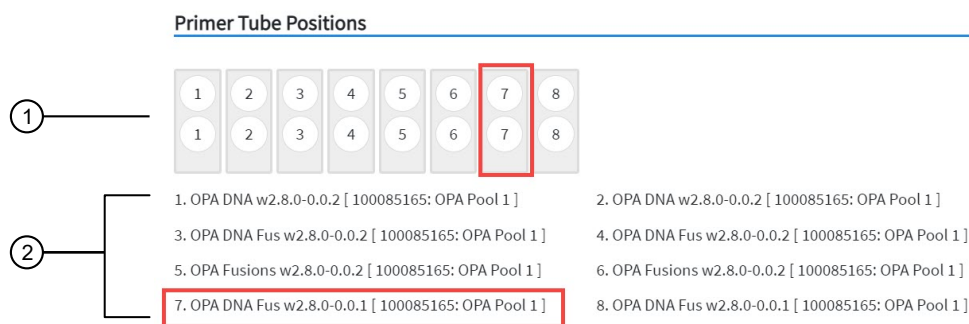 Primer Tube Positions
1 2 3 4 5 6 7 8
1
1 2 3 4 5 6 7 8
1. OPA DNA w2.8.0-0.0.2 [ 100085165: OPA Pool 1 ] 2. OPA DNA w2.8.0-0.0.2 [ 100085165: OPA Pool 1 ]
3. OPA DNA Fus w2.8.0-0.0.2 [ 100085165: OPA Pool 1 ] 4. OPA DNA Fus w2.8.0-0.0.2 [ 100085165: OPA Pool 1 ]
2
5. OPA Fusions w2.8.0-0.0.2 [ 100085165: OPA Pool 1 ] 6. OPA Fusions w2.8.0-0.0.2 [ 100085165: OPA Pool 1 ]
7. OPA DNA Fus w2.8.0-0.0.1 [ 100085165: OPA Pool 1 ] 8. OPA DNA Fus w2.8.0-0.0.1 [ 100085165: OPA Pool 1 ]